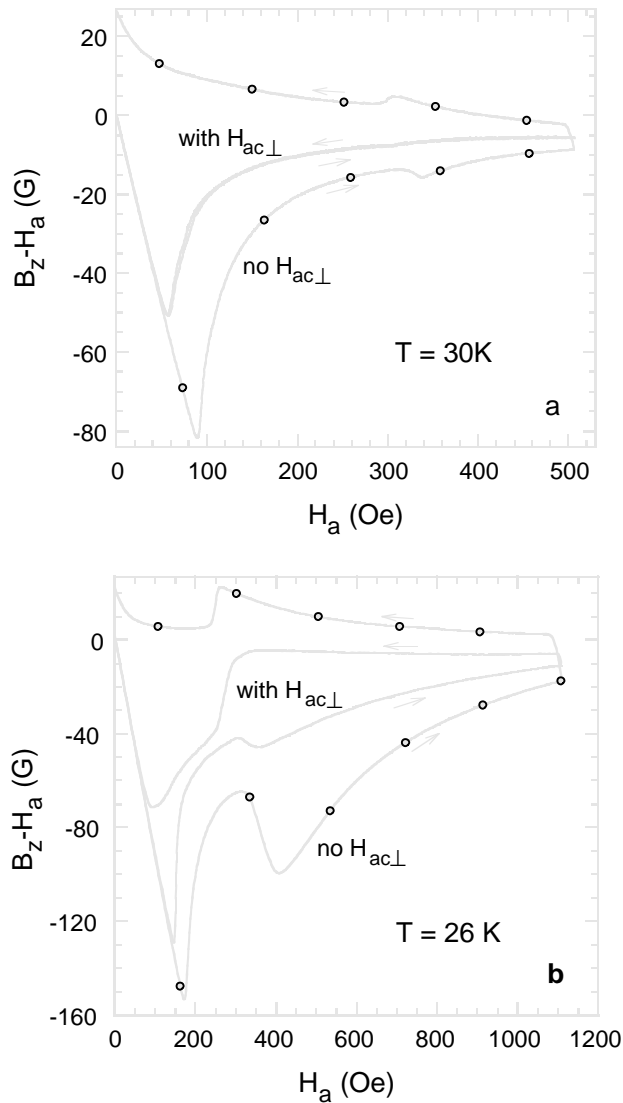 20
0
-20
-40
-60
-80
B_z-H_a (G)
with H_ac⊥
no H_ac⊥
T = 30K
a
0 100 200 300 400 500
H_a (Oe)
0
-40
-80
-120
-160
B_z-H_a (G)
with H_ac⊥
no H_ac⊥
T = 26 K
b
0 200 400 600 800 1000 1200
H_a (Oe)